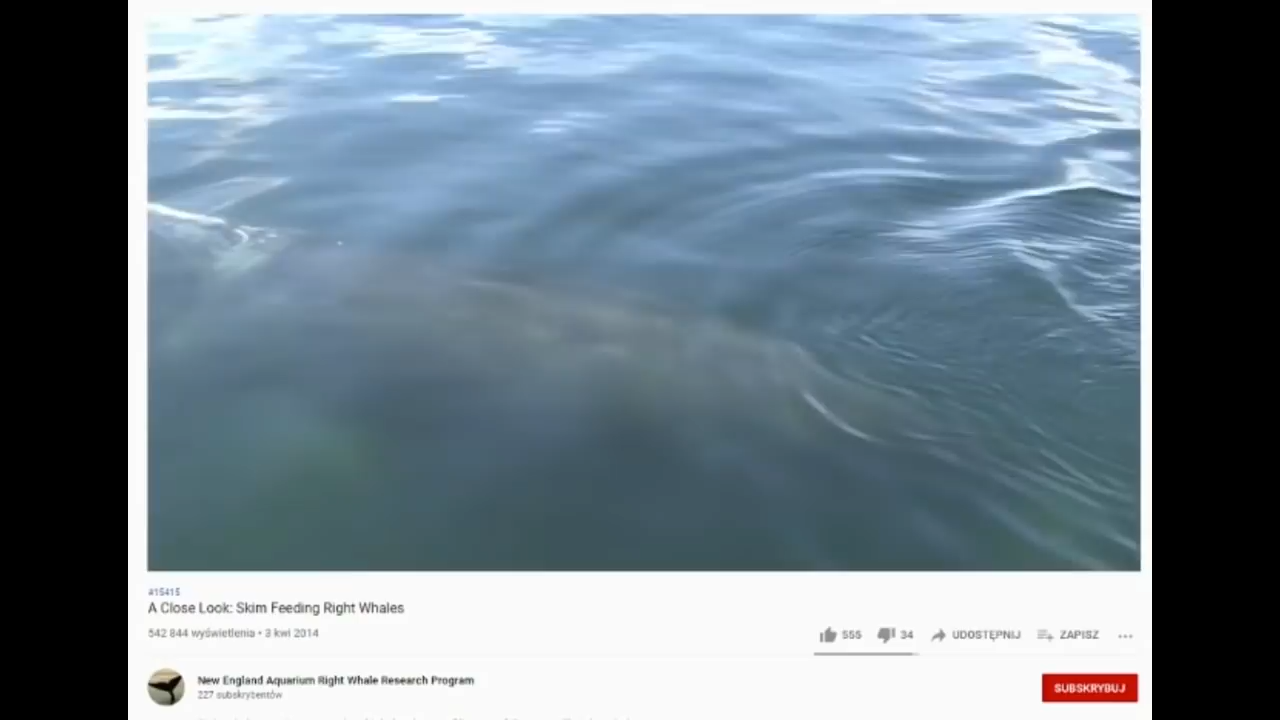 #15415
A Close Look: Skim Feeding Right Whales
542 844 wyświetlenia • 3 kwi 2014
555
34
UDOSTĘPNIJ
ZAPISZ
New England Aquarium Right Whale Research Program
227 subskrybentów
SUBSKRYBUJ